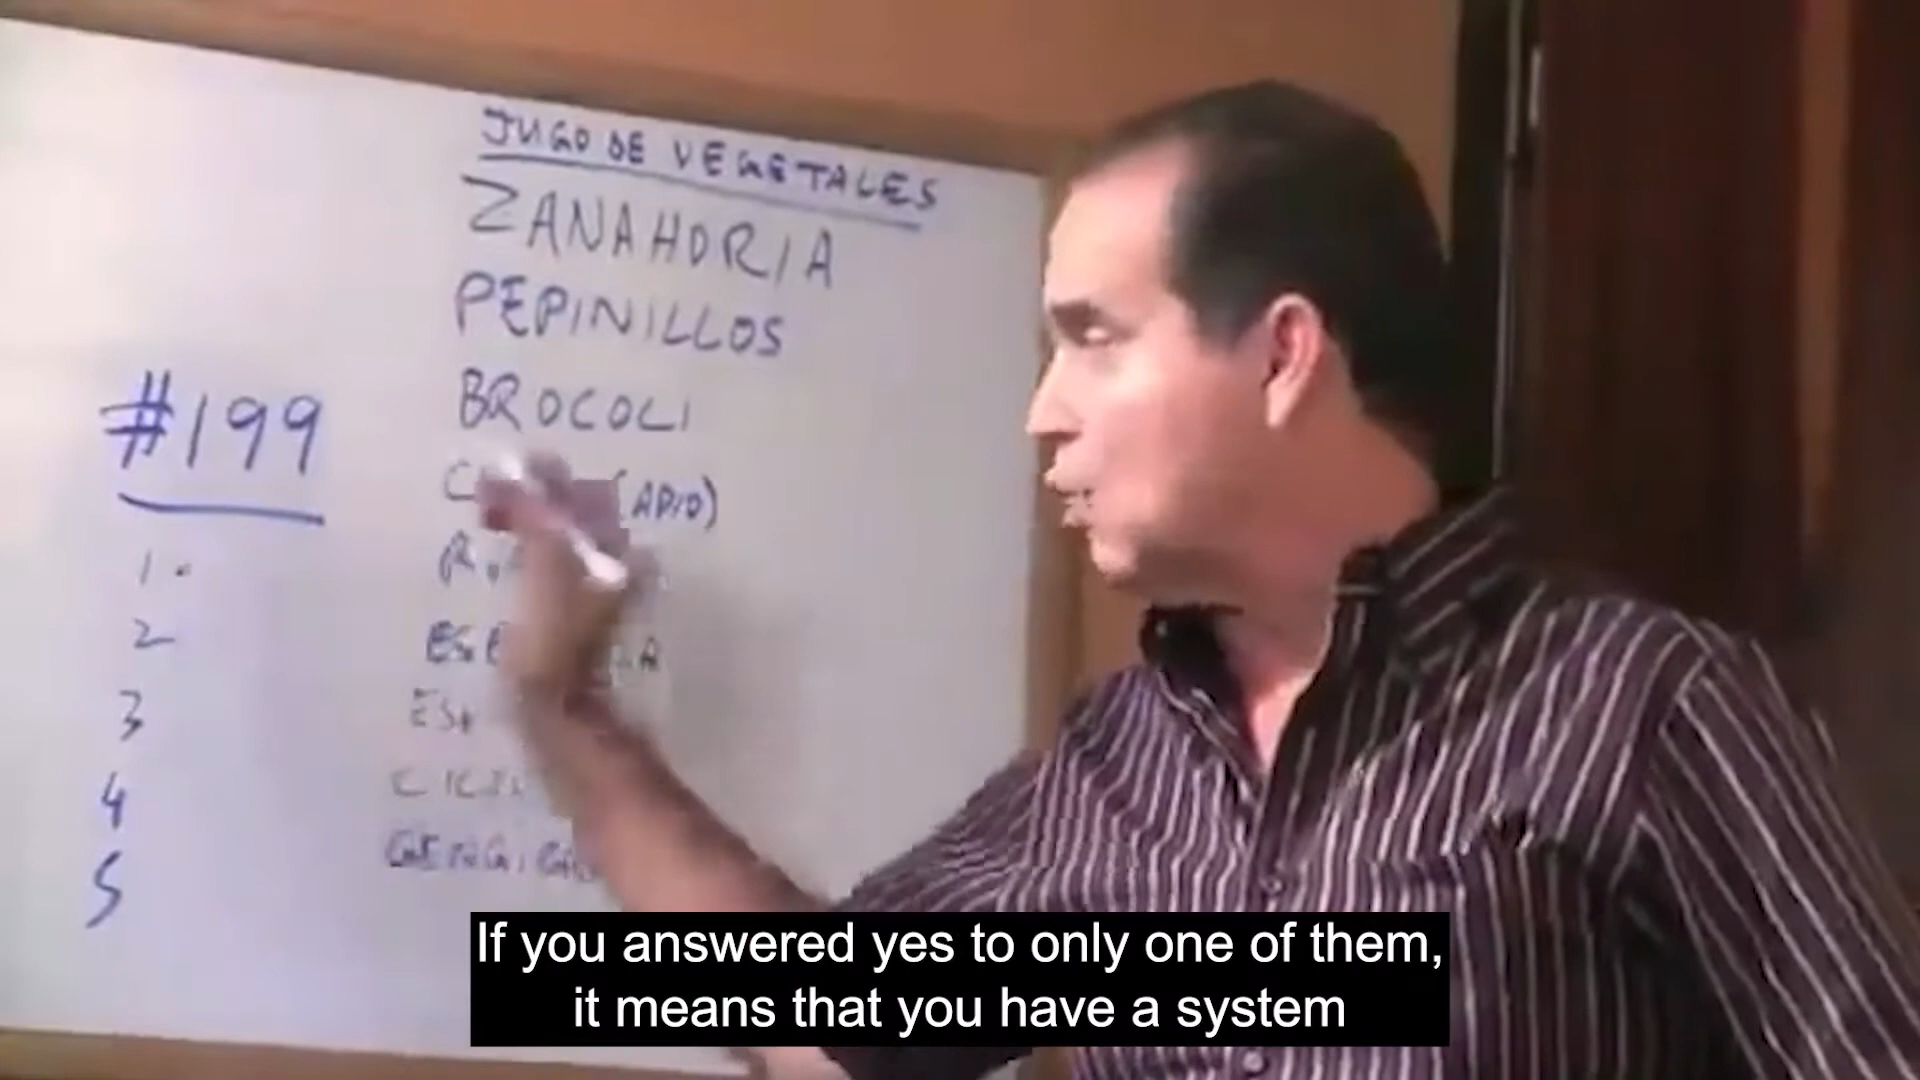 JUGO DE VEGETALES
ZANAHORIA
PEPINILLOS
BROCOLI
(APIO)
#199
1.
2
3
4
5
If you answered yes to only one of them,
it means that you have a system